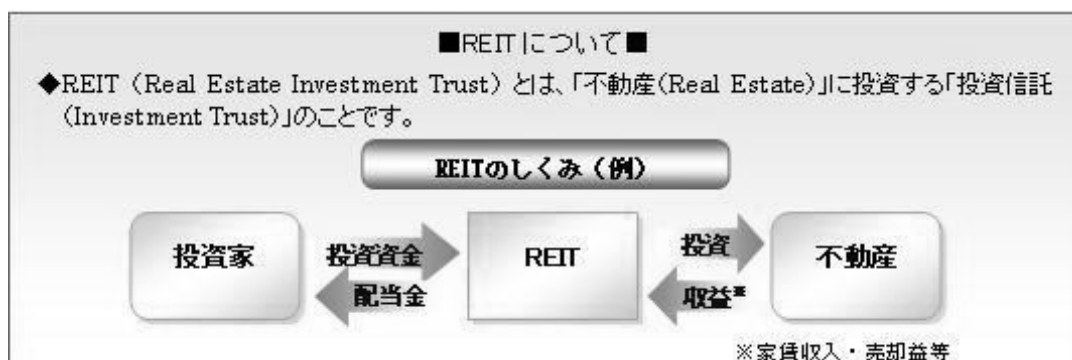 ■REITについて■
◆REIT（Real Estate Investment Trust）とは、「不動産(Real Estate)」に投資する「投資信託
(Investment Trust)」のことです。
REITのしくみ（例）
投資家 投資資金 REIT 投資 不動産
配当金 収益※
※家賃収入・売却益等